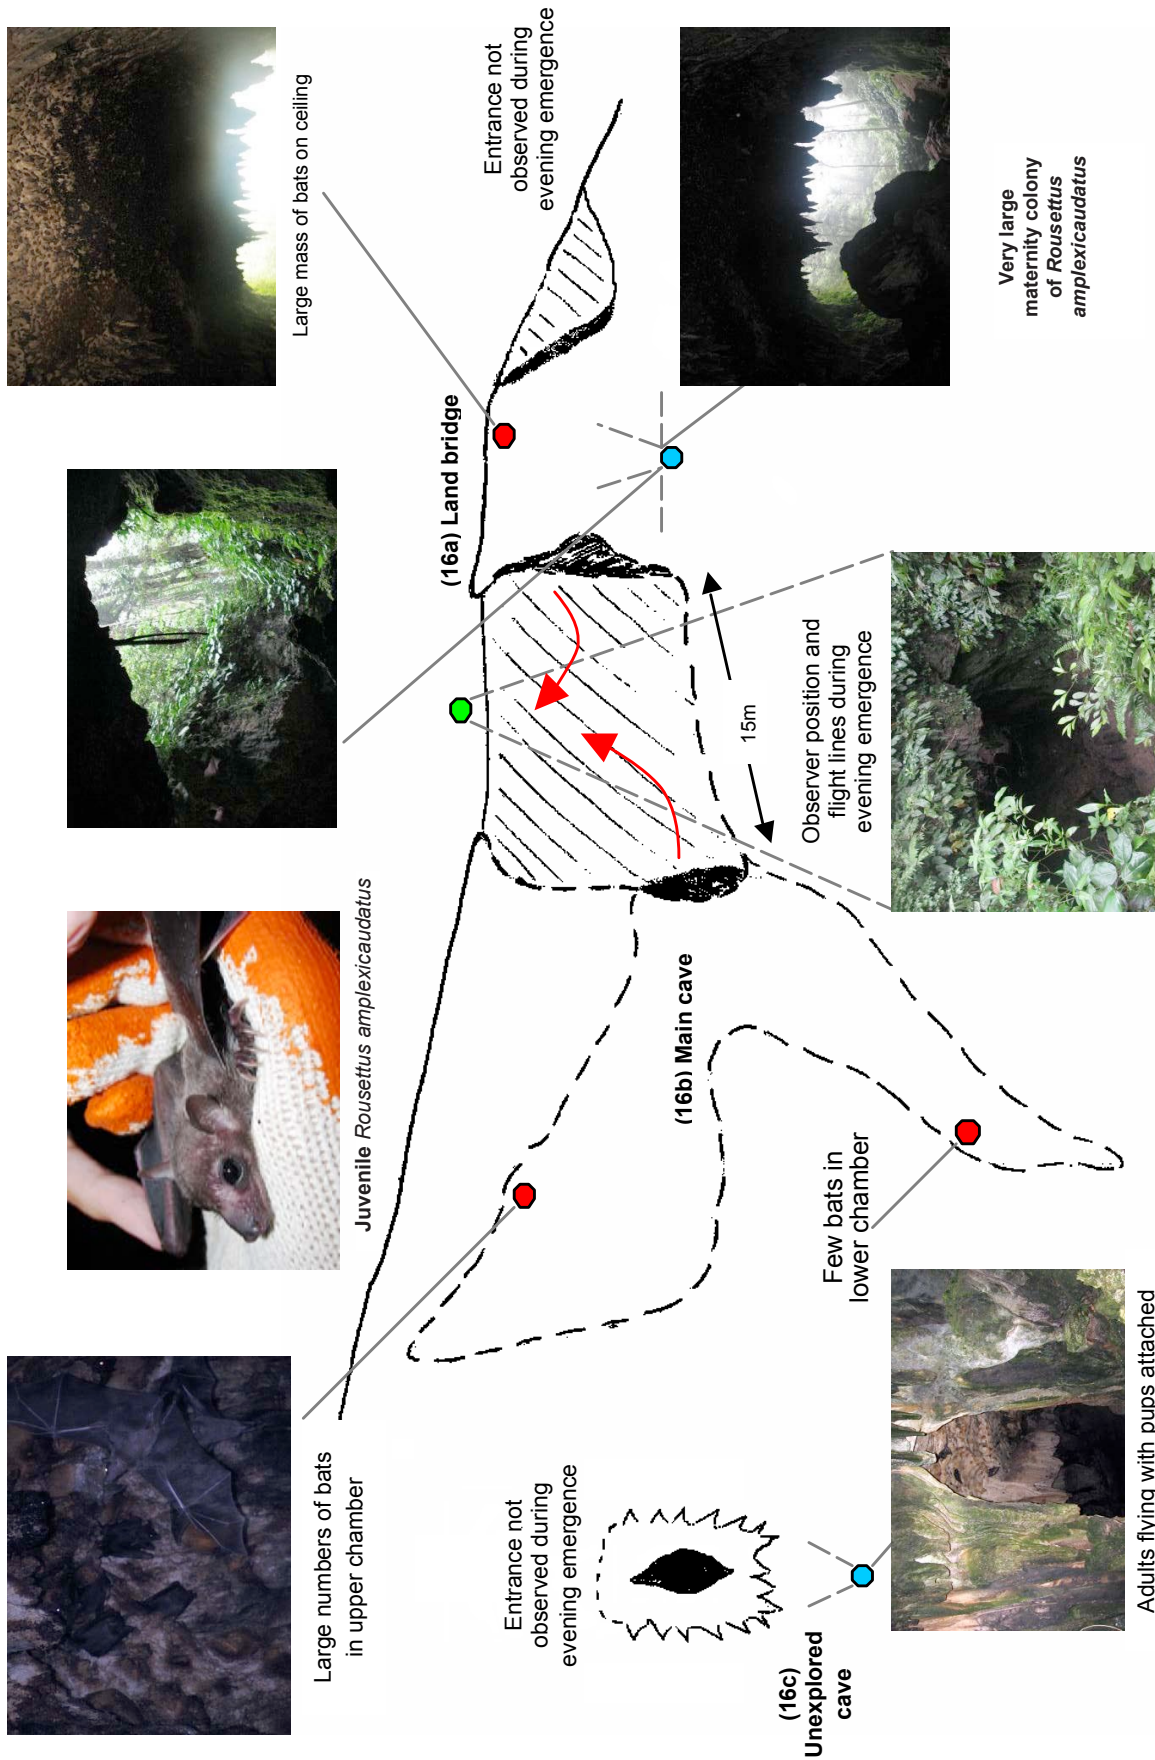 Large numbers of bats
in upper chamber
Juvenile Rousettus amplexicaudatus
Large mass of bats on ceiling
Entrance not
observed during
evening emergence
(16a) Land bridge
Entrance not
observed during
evening emergence
(16b) Main cave
15m
(16c)
Unexplored
cave
Few bats in
lower chamber
Observer position and
flight lines during
evening emergence
Very large
maternity colony
of Rousettus
amplexicaudatus
Adults flying with pups attached